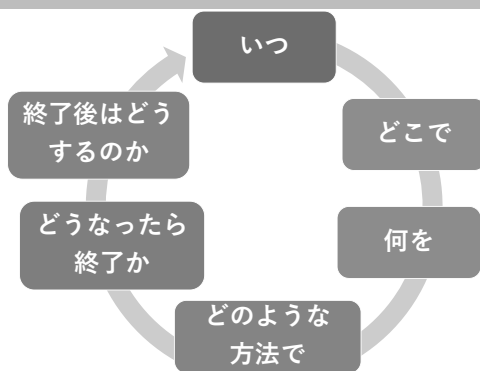 いつ
どこで
何を
どのような
方法で
どうなったら
終了か
終了後はどう
するのか